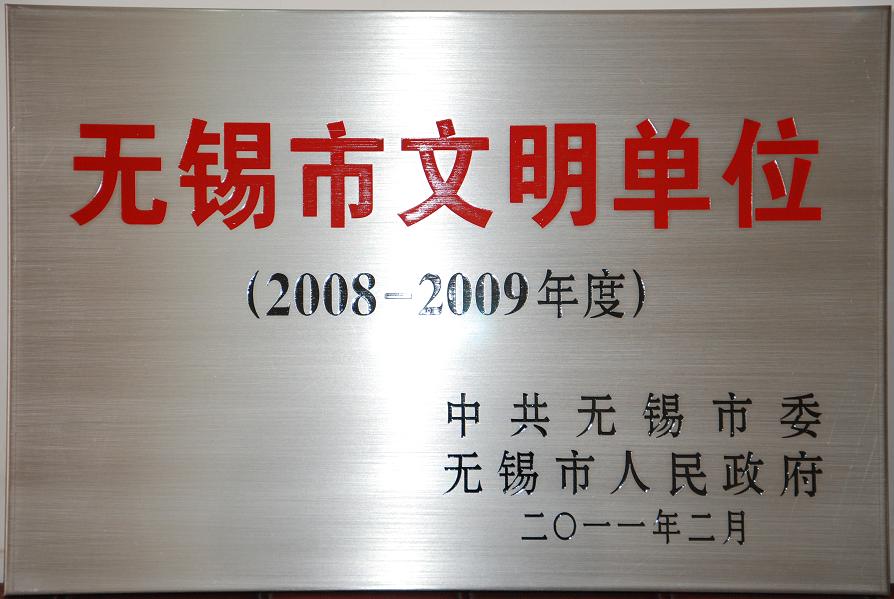 无锡市文明单位
(2008-2009年度)
中共无锡市委
无锡市人民政府
二〇一一年二月